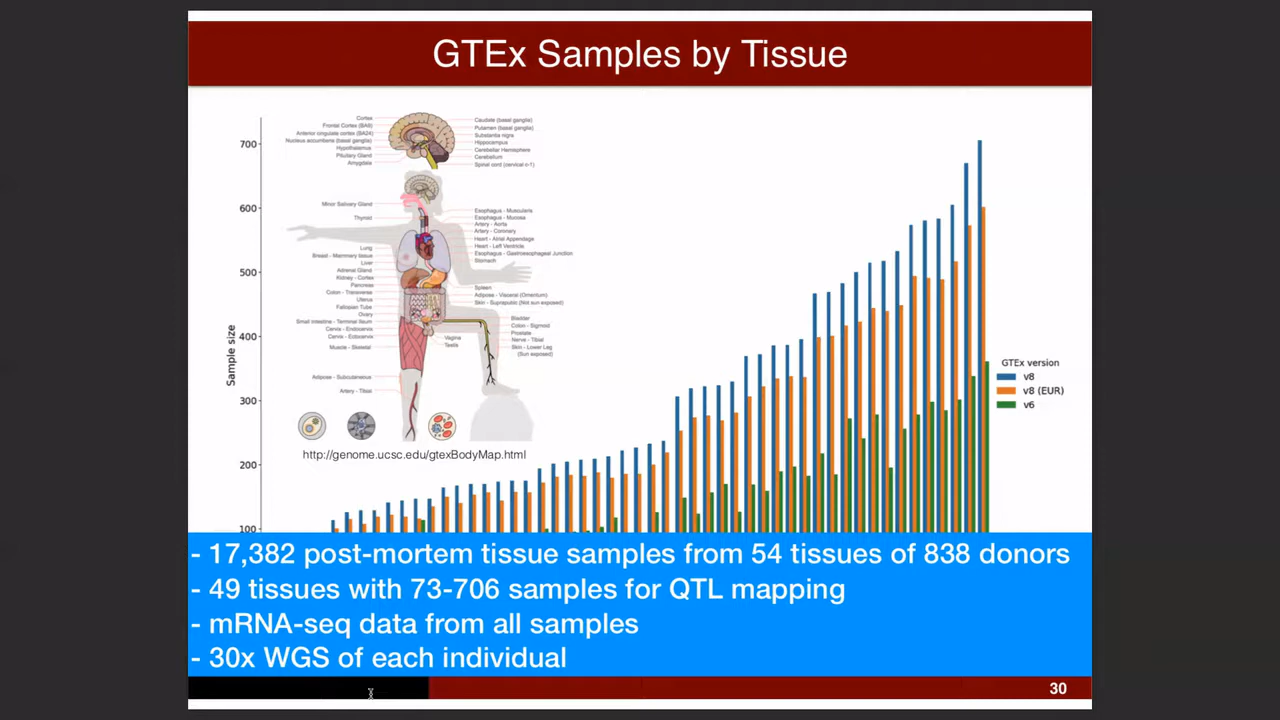 GTEx Samples by Tissue
700
600
500
400
300
200
100
Sample size
Cortex
Frontal Cortex (BA9)
Anterior cingulate cortex (BA24)
Nucleus accumbens (basal ganglia)
Hypothalamus
Pituitary Gland
Amygdala
Caudate (basal ganglia)
Putamen (basal ganglia)
Substantia nigra
Hippocampus
Cerebellar Hemisphere
Cerebellum
Spinal cord (cervical c-1)
Minor Salivary Gland
Thyroid
Lung
Breast - Mammary tissue
Liver
Adrenal Gland
Kidney - Cortex
Pancreas
Colon - Transverse
Uterus
Fallopian Tube
Ovary
Small Intestine - Terminal Ileum
Cervix - Endocervix
Cervix - Ectocervix
Muscle - Skeletal
Adipose - Subcutaneous
Artery - Tibial
Esophagus - Muscularis
Esophagus - Mucosa
Artery - Aorta
Artery - Coronary
Heart - Atrial Appendage
Heart - Left Ventricle
Esophagus - Gastroesophageal Junction
Stomach
Spleen
Adipose - Visceral (Omentum)
Skin - Suprapubic (Not sun exposed)
Bladder
Colon - Sigmoid
Prostate
Nerve - Tibial
Skin - Lower Leg
(Sun exposed)
Vagina
Testis
http://genome.ucsc.edu/gtexBodyMap.html
GTEx version
v8
v8 (EUR)
v6
- 17,382 post-mortem tissue samples from 54 tissues of 838 donors
- 49 tissues with 73-706 samples for QTL mapping
- mRNA-seq data from all samples
- 30x WGS of each individual
30